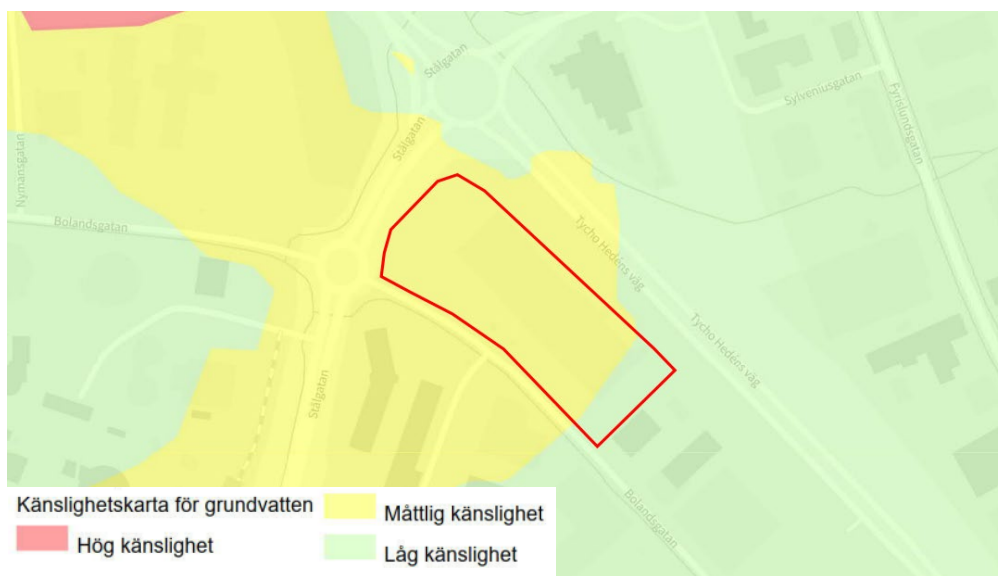 Stålgatan
Sylveniusgatan
Fyrislundsgatan
Stålgatan
Nymansgatan
Bolandsgatan
Tycho Hedéns väg
Tycho Hedéns väg
Stålgatan
Bolandsgatan
Känslighetskarta för grundvatten
Hög känslighet
Måttlig känslighet
Låg känslighet